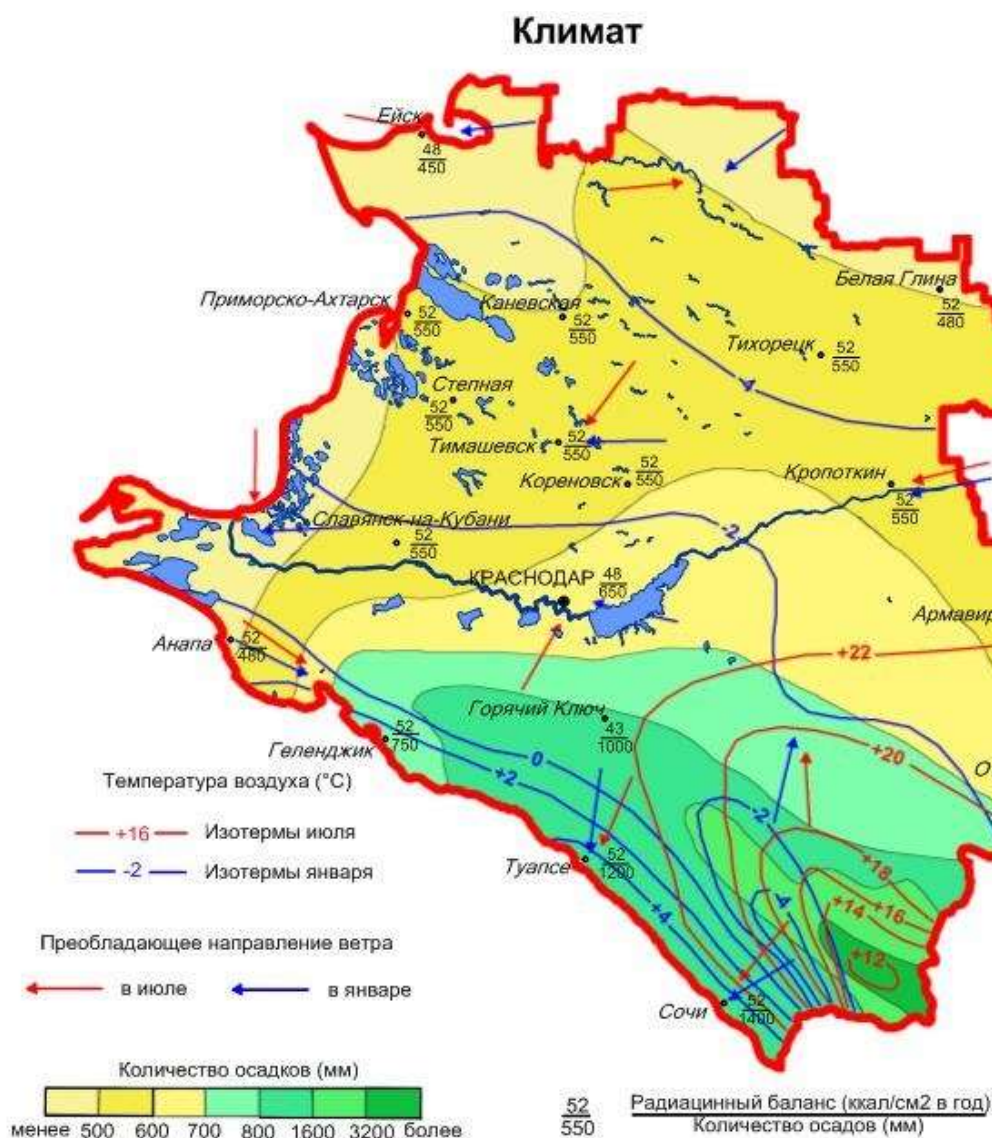 Климат
Ейск
48
450
Белая Глина
52
480
Приморско-Ахтарск
52
550
Каневская
52
550
Тихорецк
52
550
-4
Степная
52
550
Тимашевск
52
550
Кореновск
52
550
Кропоткин
52
550
Славянск-на-Кубани
52
550
-2
КРАСНОДАР
48
650
Армавир
Анапа
52
480
+22
Горячий Ключ
43
1000
Геленджик
52
750
0
+2
+20
О
Температура воздуха (°С)
+16
Изотермы июля
-2
Изотермы января
-2
Туапсе
52
1200
+4
-4
+18
+16
+14
+12
Преобладающее направление ветра
в июле
в январе
Сочи
52
1400
Количество осадков (мм)
менее 500 600 700 800 1600 3200 более
52
550
Радиацинный баланс (ккал/см2 в год)
Количество осадов (мм)